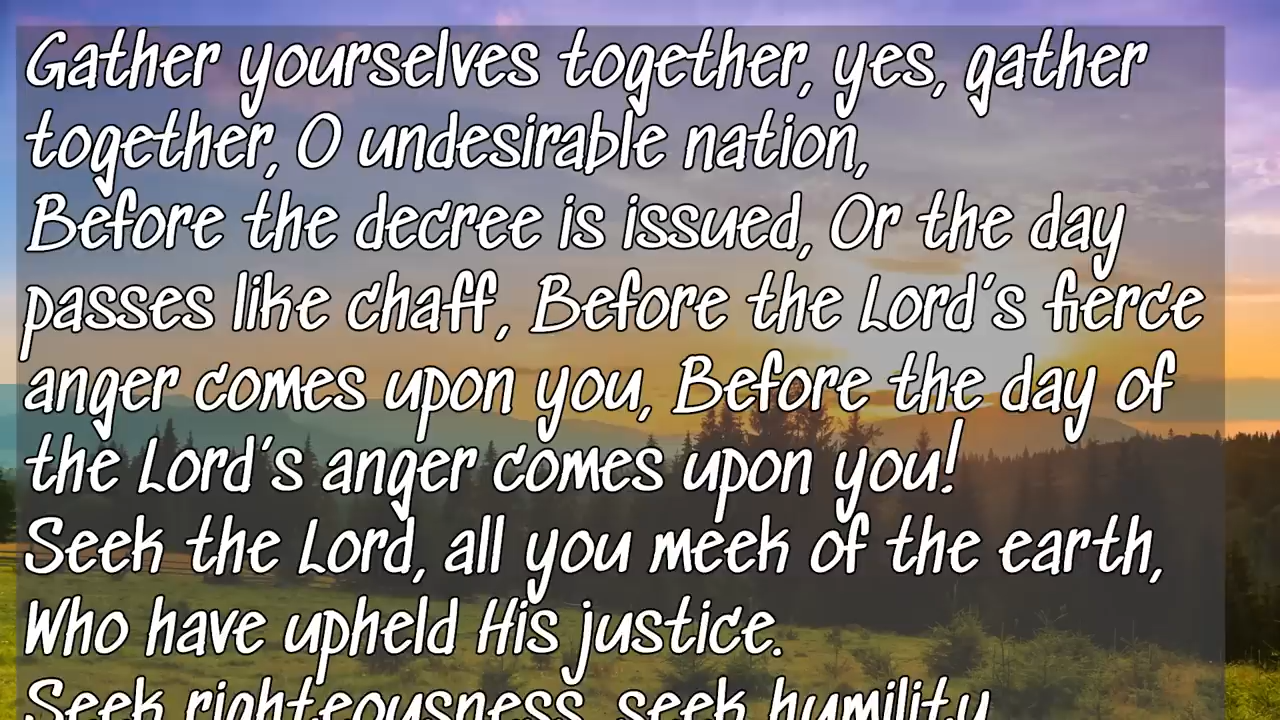 Gather yourselves together, yes, gather
together, O undesirable nation,
Before the decree is issued, Or the day
passes like chaff, Before the Lord's fierce
anger comes upon you, Before the day of
the Lord's anger comes upon you!
Seek the Lord, all you meek of the earth,
Who have upheld His justice.
Seek righteousness, seek humility